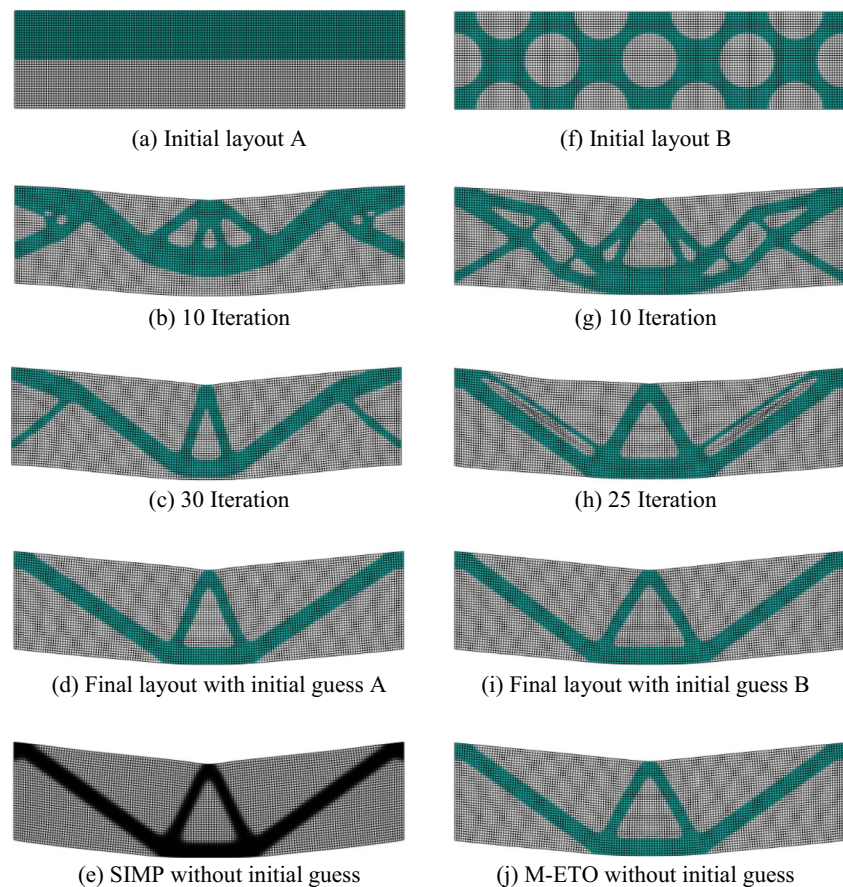 (a) Initial layout A
(f) Initial layout B
(b) 10 Iteration
(g) 10 Iteration
(c) 30 Iteration
(h) 25 Iteration
(d) Final layout with initial guess A
(i) Final layout with initial guess B
(e) SIMP without initial guess
(j) M-ETO without initial guess